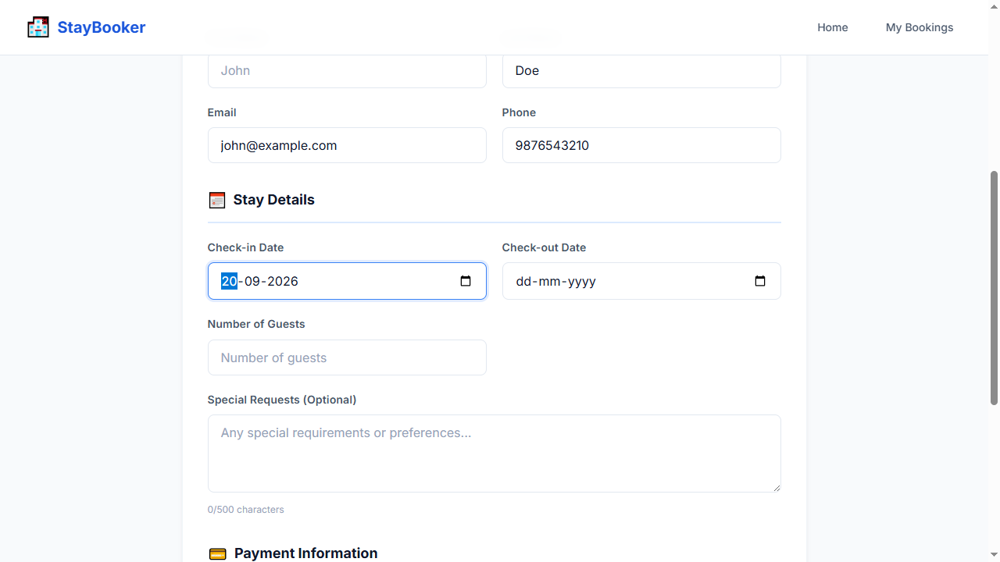 StayBooker
Home
My Bookings
John
Doe
Email
Phone
john@example.com
9876543210
Stay Details
Check-in Date
Check-out Date
20-09-2026
dd-mm-yyyy
Number of Guests
Number of guests
Special Requests (Optional)
Any special requirements or preferences...
0/500 characters
Payment Information